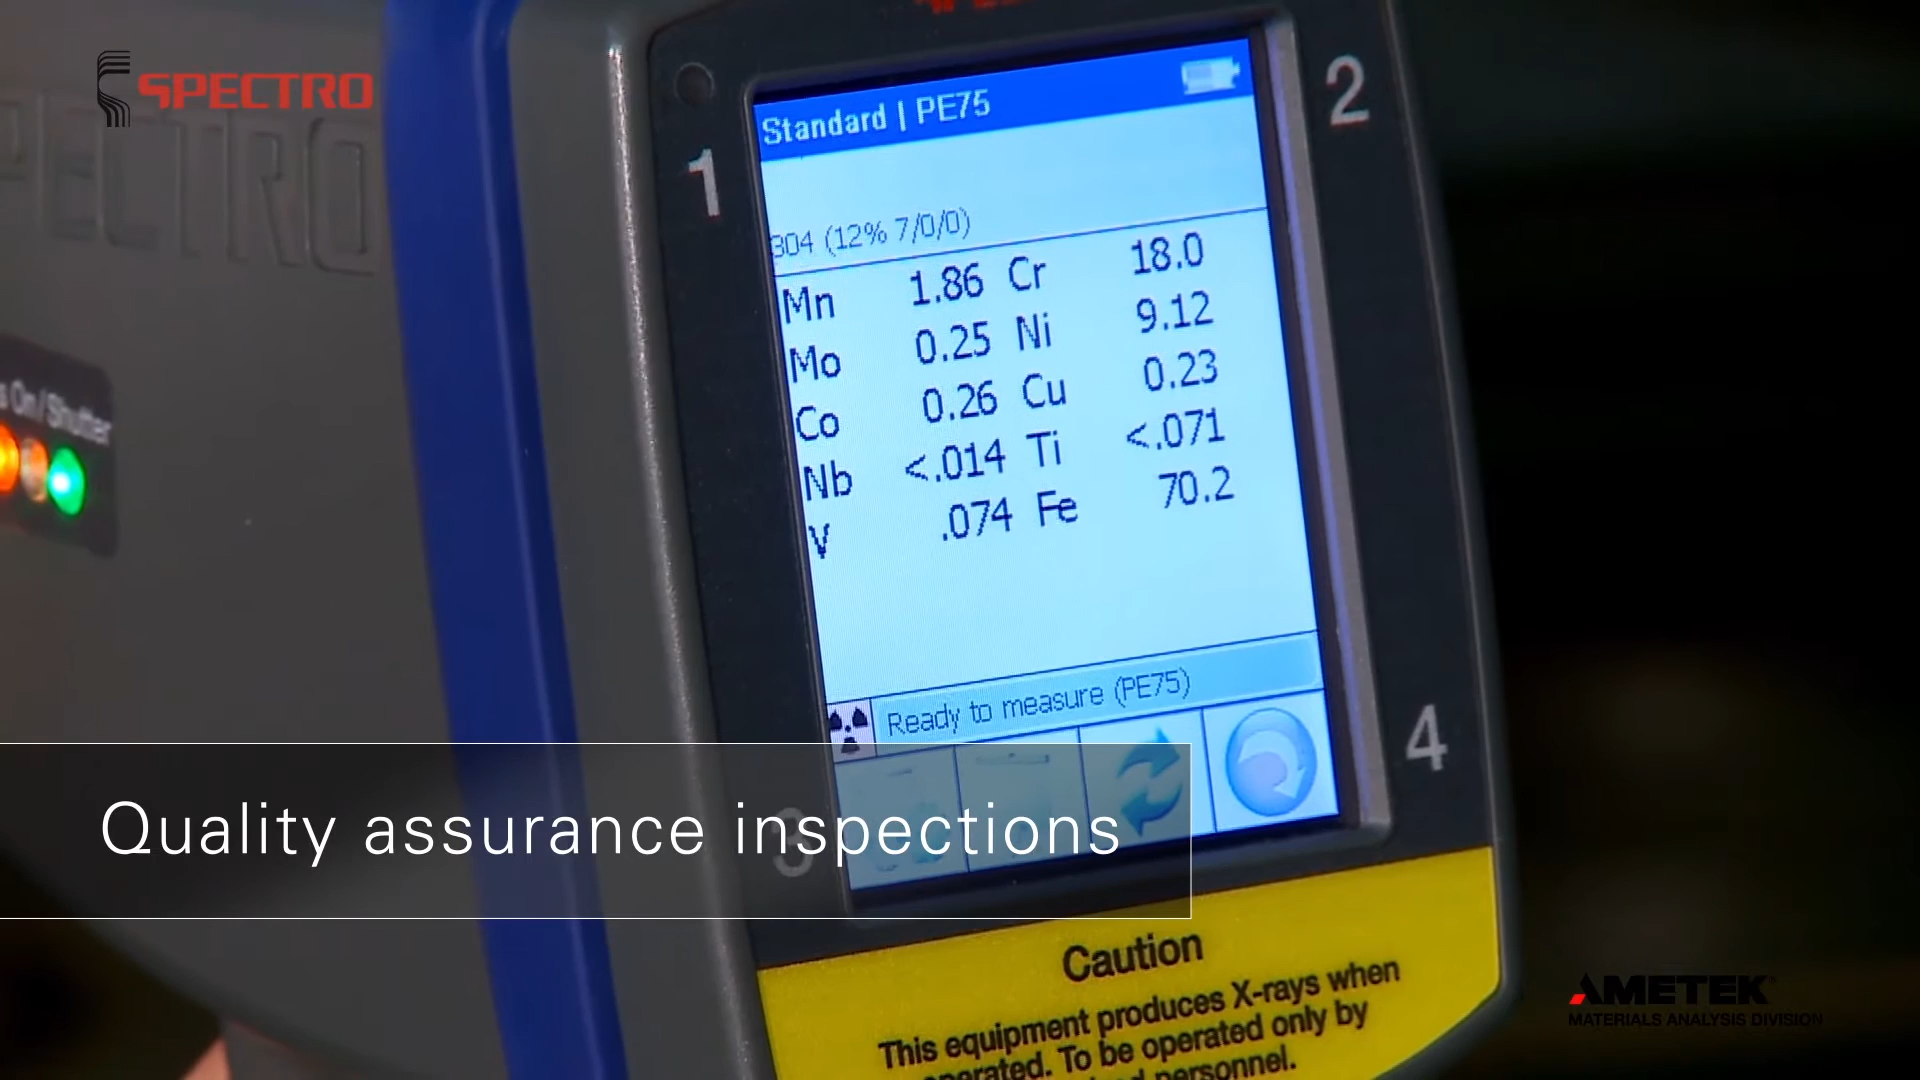 SPECTRO
1
2
Standard | PE75
304 (12% 7/0/0)
Mn 1.86 Cr 18.0
Mo 0.25 Ni 9.12
Co 0.26 Cu 0.23
Nb <.014 Ti <.071
V .074 Fe 70.2
On/Shutter
Ready to measure (PE75)
3
4
Quality assurance inspections
Caution
This equipment produces X-rays when
To be operated only by
personnel.
AMETEK
MATERIALS ANALYSIS DIVISION